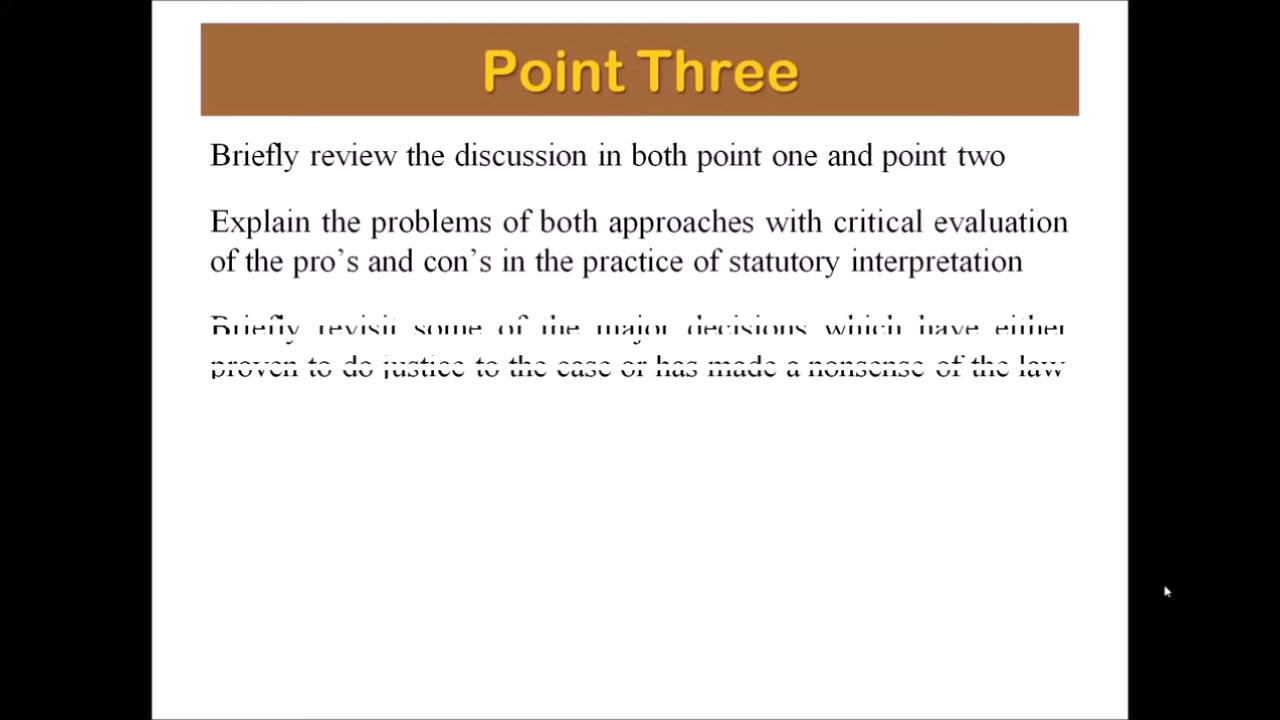 Point Three
Briefly review the discussion in both point one and point two
Explain the problems of both approaches with critical evaluation
of the pro’s and con’s in the practice of statutory interpretation
Briefly revisit some of the major decisions which have either
proven to do justice to the case or has made a nonsense of the law